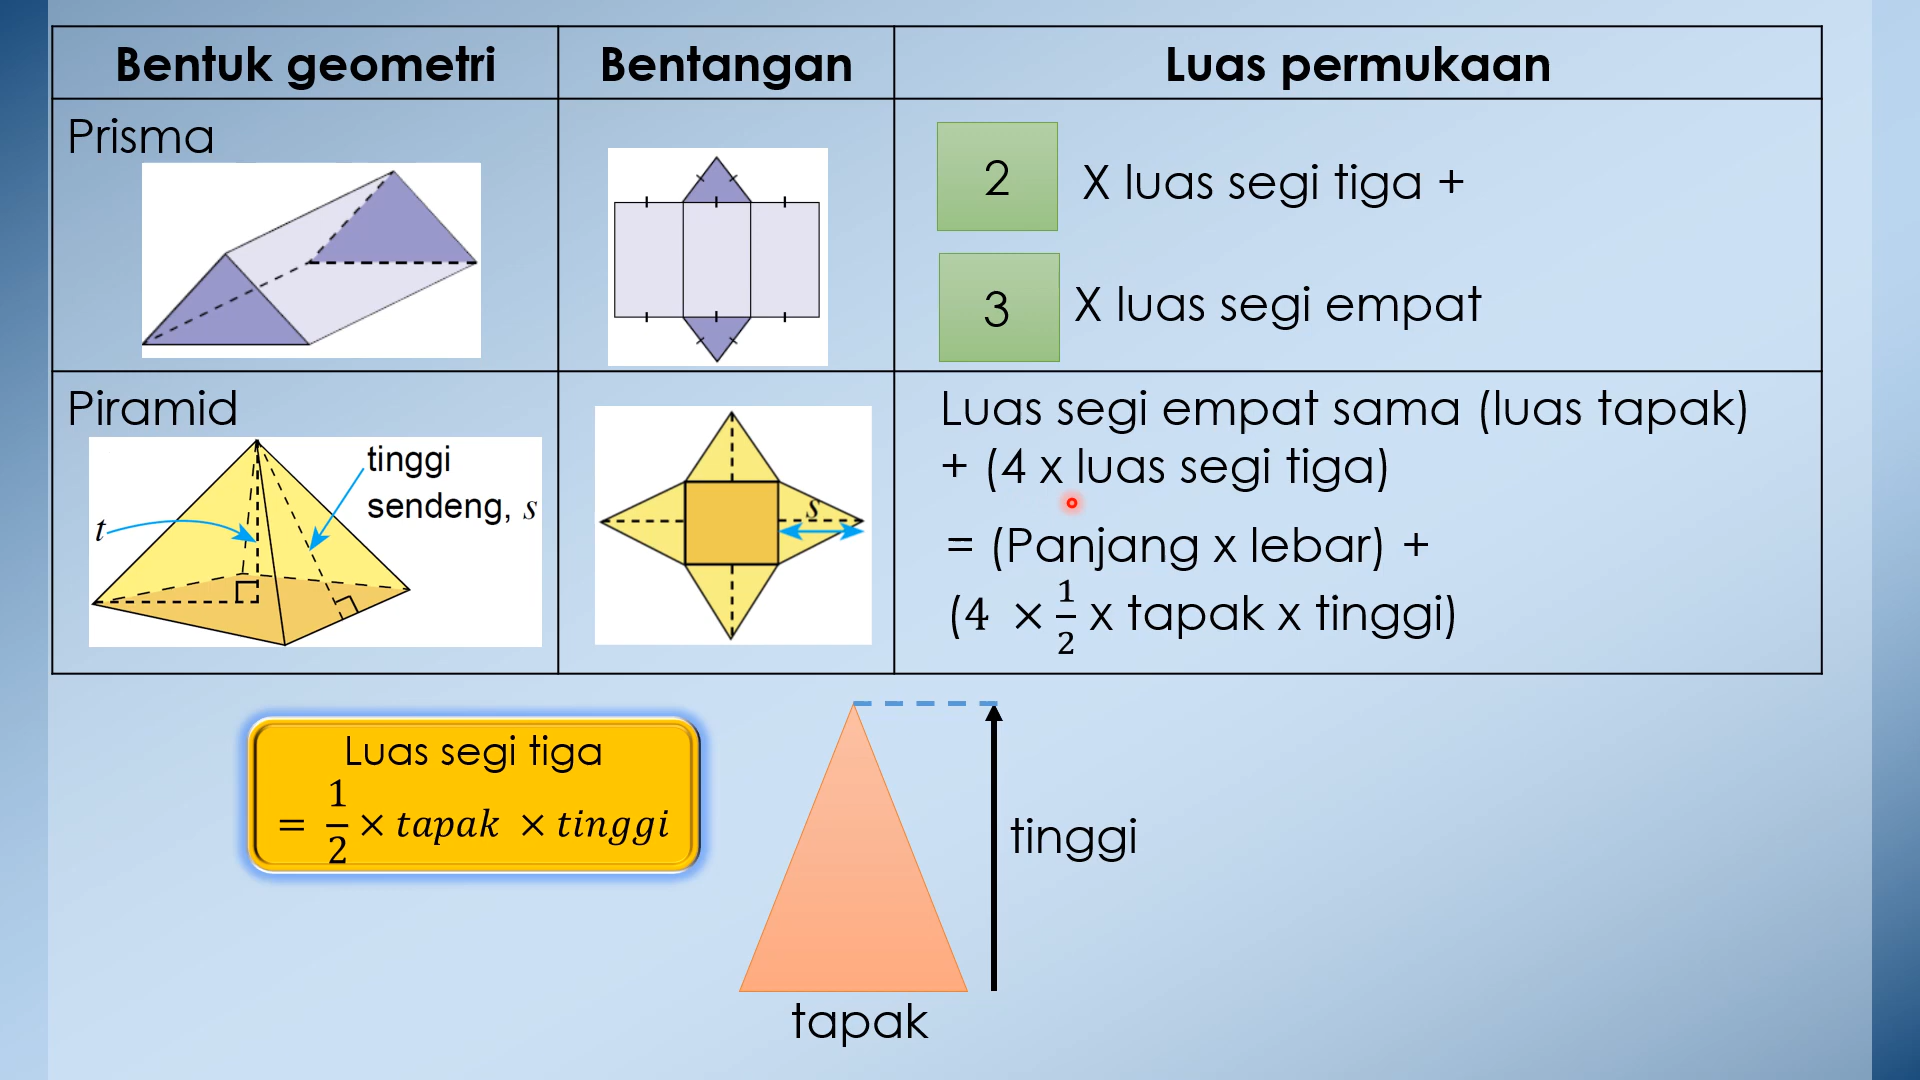 Bentuk geometri
Bentangan
Luas permukaan
Prisma
2
X luas segi tiga +
3
X luas segi empat
Piramid
tinggi
sendeng, s
t
s
Luas segi empat sama (luas tapak)
+ (4 x luas segi tiga)
= (Panjang x lebar) +
(4 × 1/2 x tapak x tinggi)
Luas segi tiga
= 1/2 × tapak × tinggi
tinggi
tapak